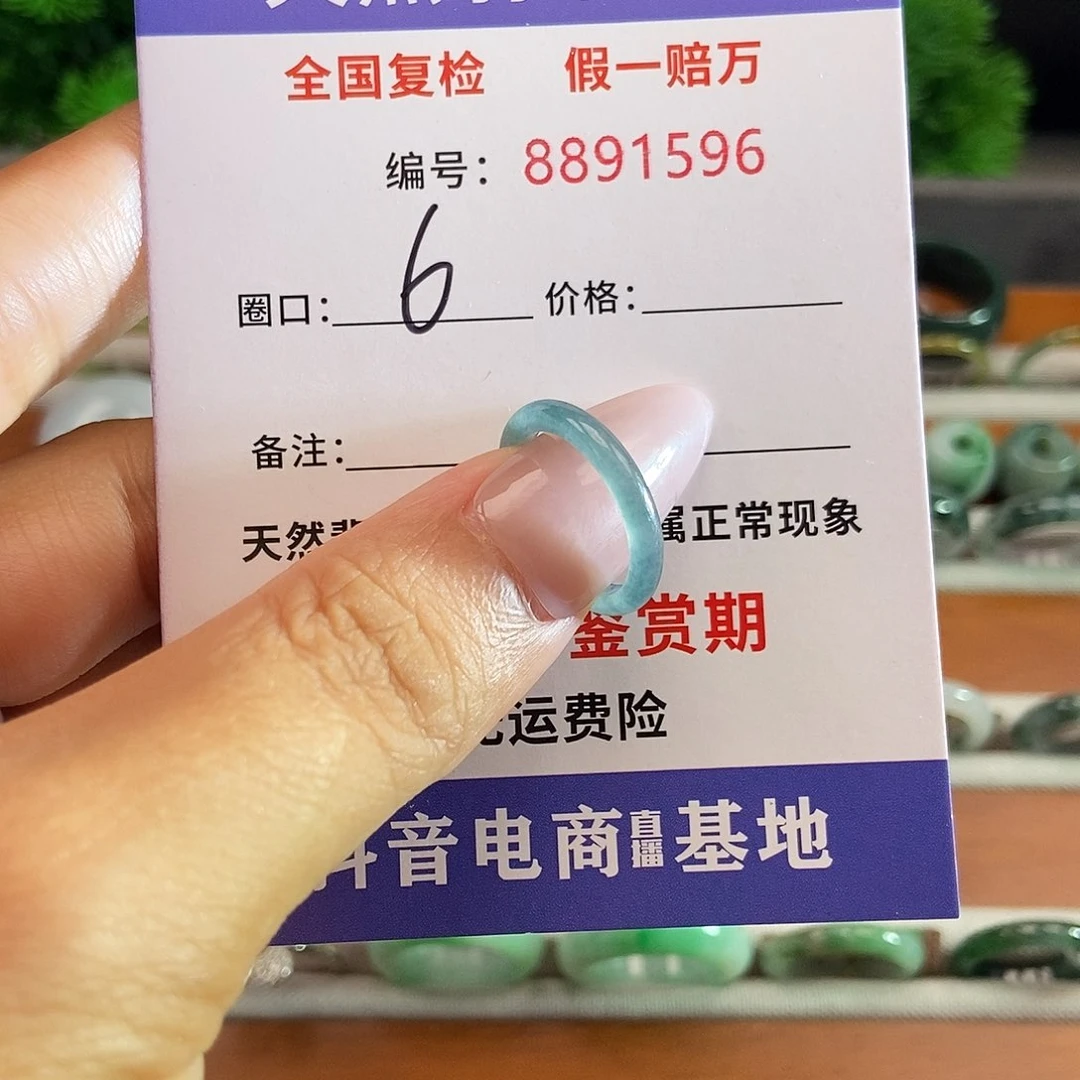 全国复检 假一赔万
编号：8891596
圈口：6 价格：
备注：
天然 属正常现象
鉴赏期
运费险
抖音电商直播基地